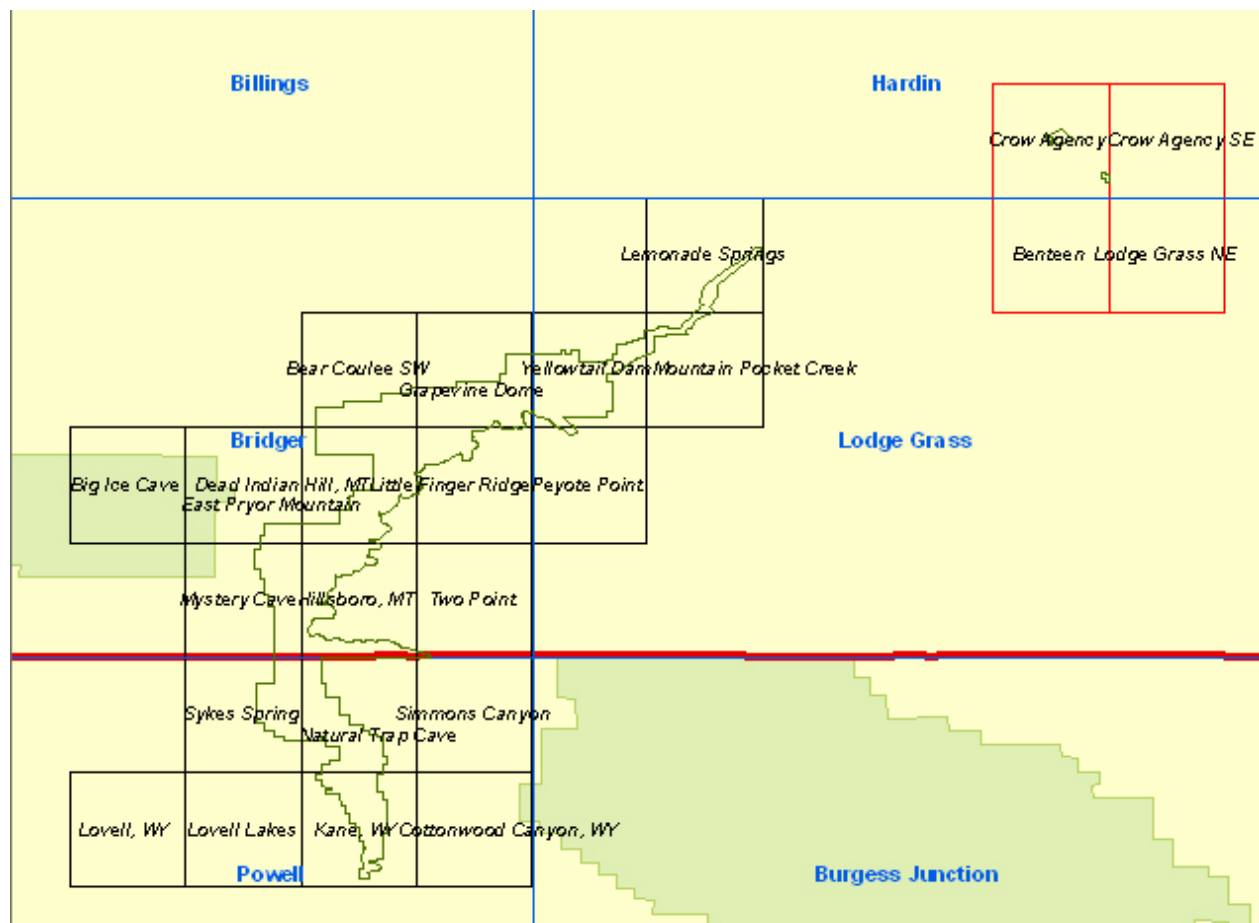 Billings
Hardin
Crow Agency
Crow Agency SE
Lemonade Springs
Benteen
Lodge Grass NE
Bear Coulee SW
Grapevine Dome
Yellowtail Dam
Mountain Pocket Creek
Bridger
Lodge Grass
Big Ice Cave
Dead Indian Hill, MT
Little Finger Ridge
Peyote Point
East Pryor Mountain
Mystery Cave
Hillsboro, MT
Two Point
Sykes Spring
Simmons Canyon
Natural Trap Cave
Lovell, WY
Lovell Lakes
Kane, WY
Cottonwood Canyon, WY
Powell
Burgess Junction